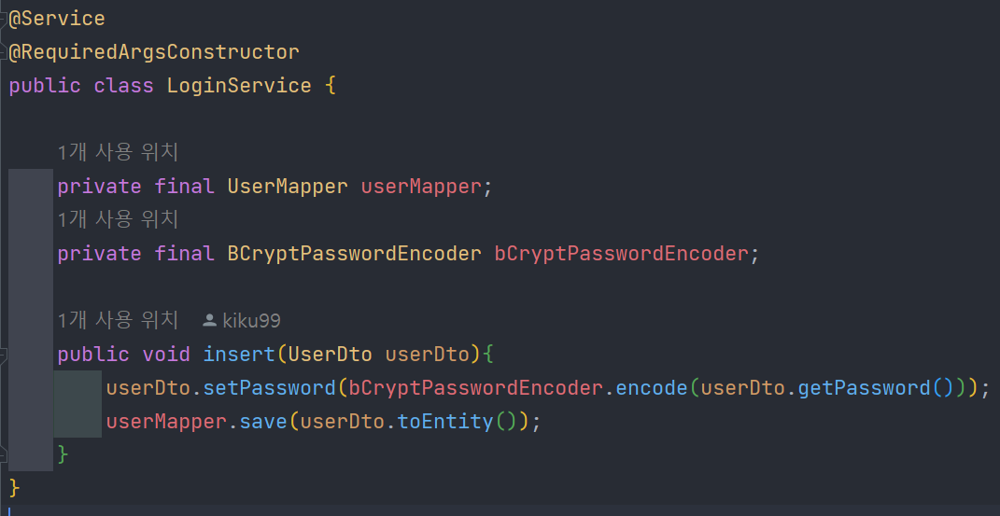 @Service
@RequiredArgsConstructor
public class LoginService {
1개 사용 위치
private final UserMapper userMapper;
1개 사용 위치
private final BCryptPasswordEncoder bCryptPasswordEncoder;
1개 사용 위치 kiku99
public void insert(UserDto userDto){
userDto.setPassword(bCryptPasswordEncoder.encode(userDto.getPassword()));
userMapper.save(userDto.toEntity());
}
}